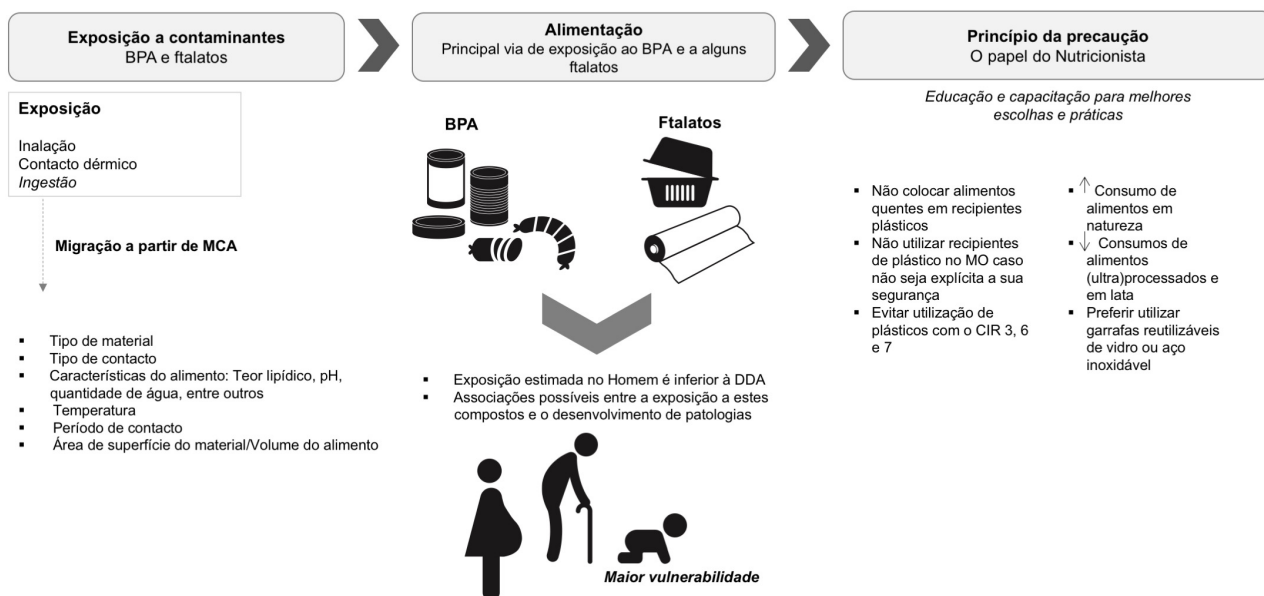 Exposição a contaminantes
BPA e ftalatos
Exposição
Inalação
Contacto dérmico
Ingestão
Migração a partir de MCA
▪ Tipo de material
▪ Tipo de contacto
▪ Características do alimento: Teor lipídico, pH,
quantidade de água, entre outros
▪ Temperatura
▪ Período de contacto
▪ Área de superfície do material/Volume do alimento
Alimentação
Principal via de exposição ao BPA e a alguns
ftalatos
BPA
Ftalatos
▪ Exposição estimada no Homem é inferior à DDA
▪ Associações possíveis entre a exposição a estes
compostos e o desenvolvimento de patologias
Maior vulnerabilidade
Princípio da precaução
O papel do Nutricionista
Educação e capacitação para melhores
escolhas e práticas
▪ Não colocar alimentos
quentes em recipientes
plásticos
▪ Não utilizar recipientes
de plástico no MO caso
não seja explícita a sua
segurança
▪ Evitar utilização de
plásticos com o CIR 3, 6
e 7
▪ ↑ Consumo de
alimentos em
natureza
▪ ↓ Consumos de
alimentos
(ultra)processados e
em lata
▪ Preferir utilizar
garrafas reutilizáveis
de vidro ou aço
inoxidável